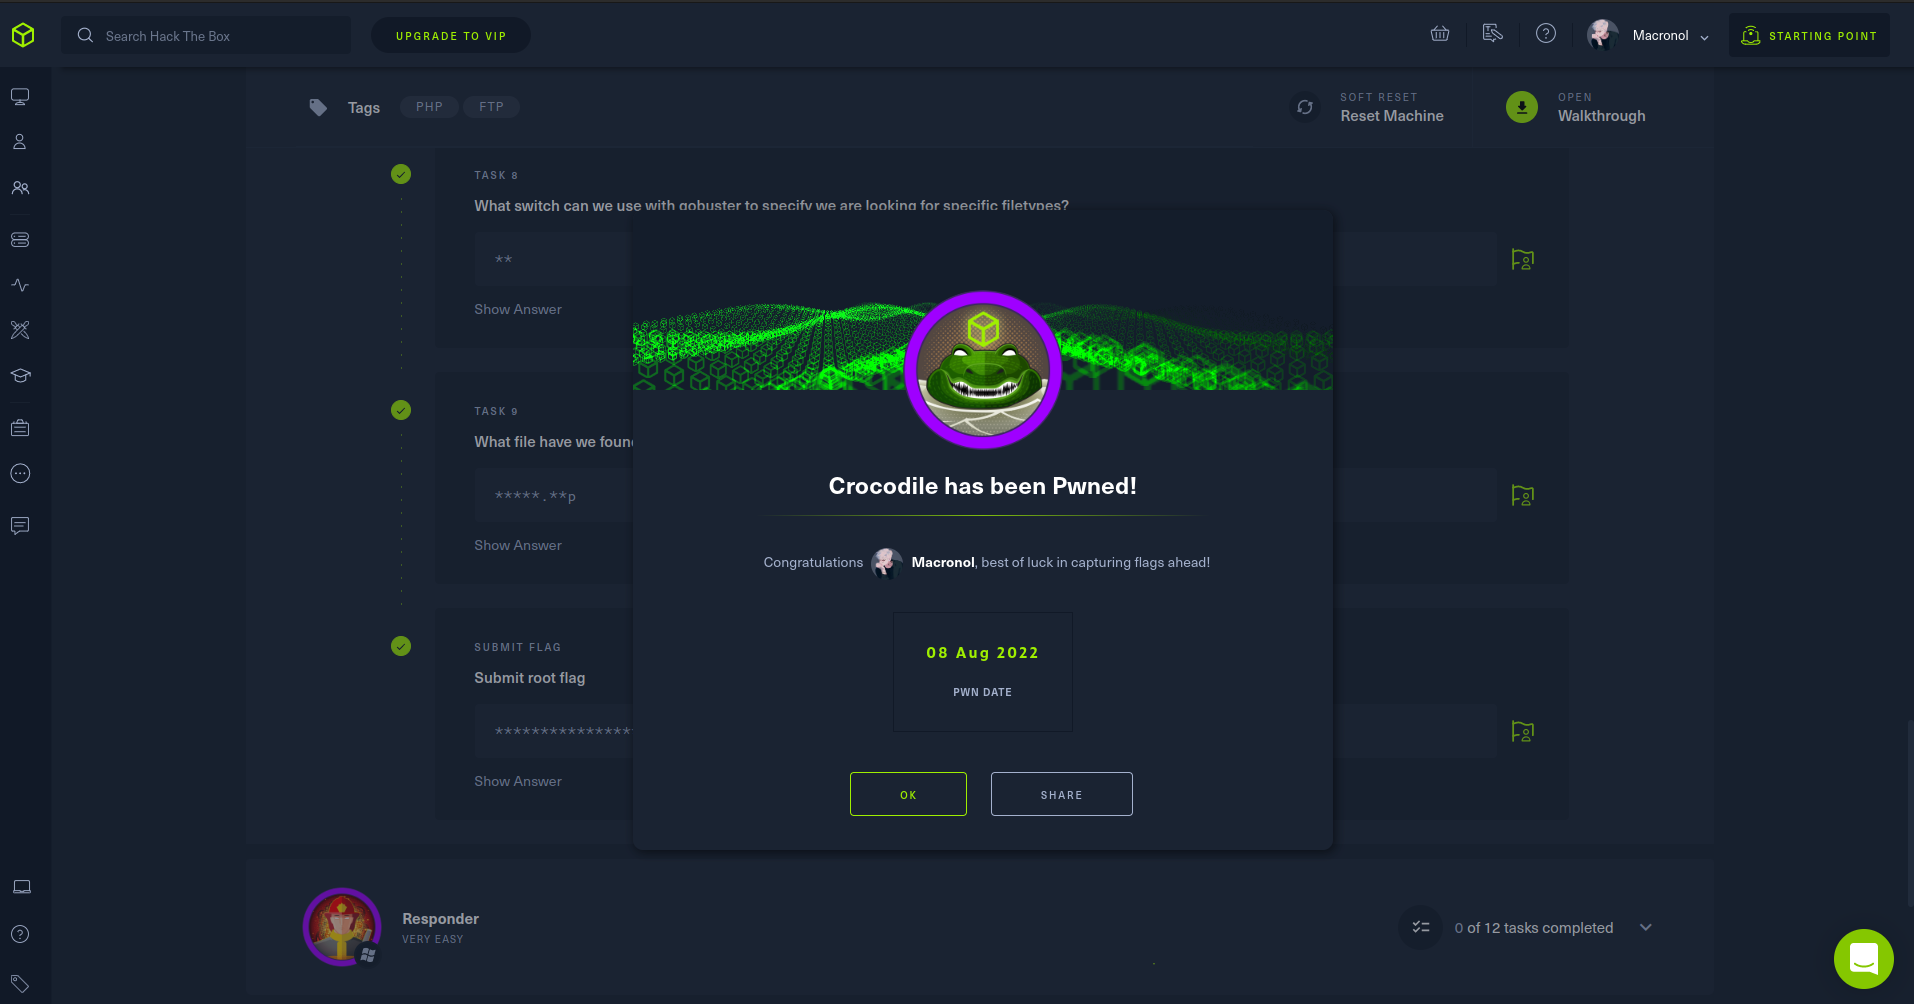 Search Hack The Box
UPGRADE TO VIP
Macronol
STARTING POINT
Tags
PHP
FTP
SOFT RESET
Reset Machine
OPEN
Walkthrough
TASK 8
What switch can we use with gobuster to specify we are looking for specific filetypes?
**
Show Answer
TASK 9
What file have we foun
*****.**p
Show Answer
SUBMIT FLAG
Submit root flag
****************
Show Answer
Crocodile has been Pwned!
Congratulations Macronol, best of luck in capturing flags ahead!
08 Aug 2022
PWN DATE
OK
SHARE
Responder
VERY EASY
0 of 12 tasks completed